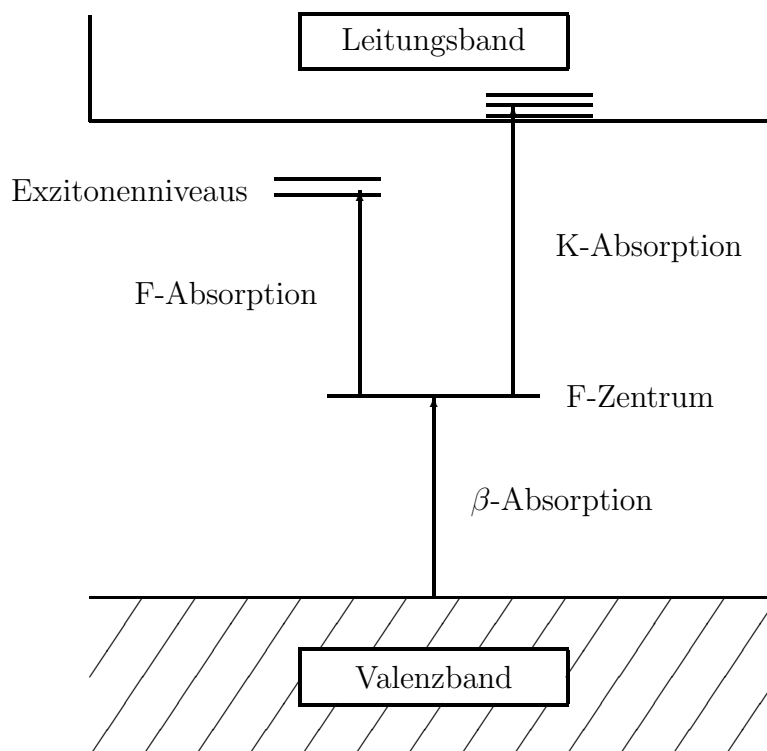 Leitungsband
Exzitonenniveaus
K-Absorption
F-Absorption
F-Zentrum
β-Absorption
Valenzband